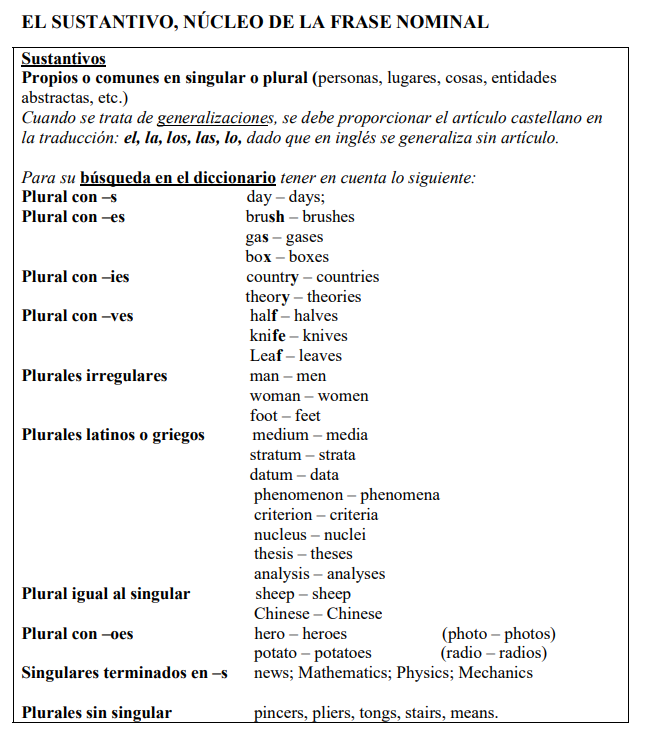 EL SUSTANTIVO, NÚCLEO DE LA FRASE NOMINAL
Sustantivos
Propios o comunes en singular o plural (personas, lugares, cosas, entidades
abstractas, etc.)
Cuando se trata de generalizaciones, se debe proporcionar el artículo castellano en
la traducción: el, la, los, las, lo, dado que en inglés se generaliza sin artículo.
Para su búsqueda en el diccionario tener en cuenta lo siguiente:
Plural con –s day – days;
Plural con –es brush – brushes
gas – gases
box – boxes
Plural con –ies country – countries
theory – theories
Plural con –ves half – halves
knife – knives
Leaf – leaves
Plurales irregulares man – men
woman – women
foot – feet
Plurales latinos o griegos medium – media
stratum – strata
datum – data
phenomenon – phenomena
criterion – criteria
nucleus – nuclei
thesis – theses
analysis – analyses
Plural igual al singular sheep – sheep
Chinese – Chinese
Plural con –oes hero – heroes (photo – photos)
potato – potatoes (radio – radios)
Singulares terminados en –s news; Mathematics; Physics; Mechanics
Plurales sin singular pincers, pliers, tongs, stairs, means.